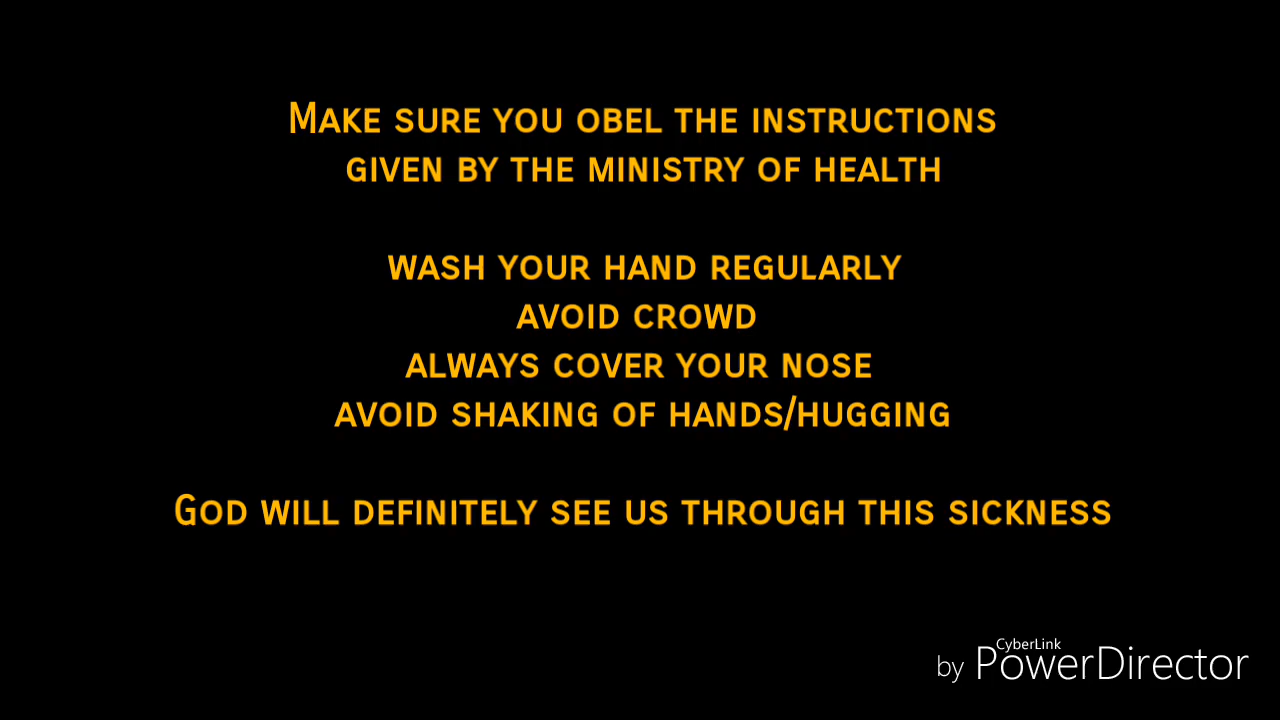 Make sure you obel the instructions
given by the ministry of health
wash your hand regularly
avoid crowd
always cover your nose
avoid shaking of hands/hugging
God will definitely see us through this sickness
by CyberLink PowerDirector